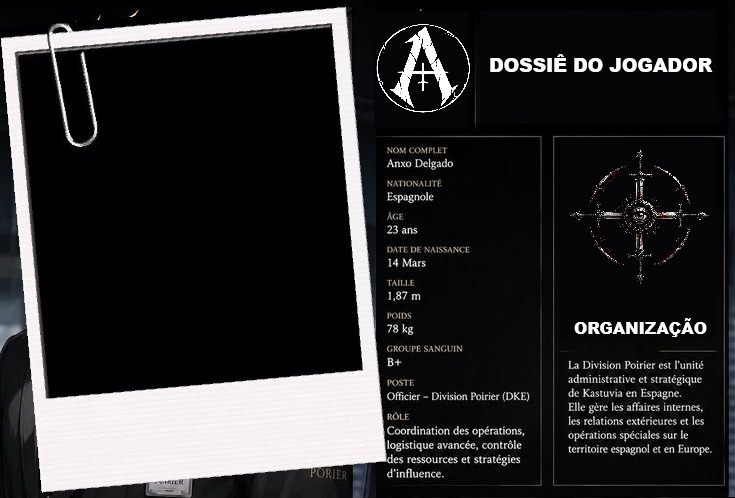 DOSSIÊ DO JOGADOR
NOM COMPLET
Anxo Delgado
NATIONALITÉ
Espagnole
ÂGE
23 ans
DATE DE NAISSANCE
14 Mars
TAILLE
1,87 m
POIDS
78 kg
GROUPE SANGUIN
B+
POSTE
Officier – Division Poirier (DKE)
RÔLE
Coordination des opérations,
logistique avancée, contrôle
des ressources et stratégies
d'influence.
ORGANIZAÇÃO
La Division Poirier est l'unité
administrative et stratégique
de Kastuvia en Espagne.
Elle gère les affaires internes,
les relations extérieures et les
opérations spéciales sur le
territoire espagnol et en Europe.
PÓRIER